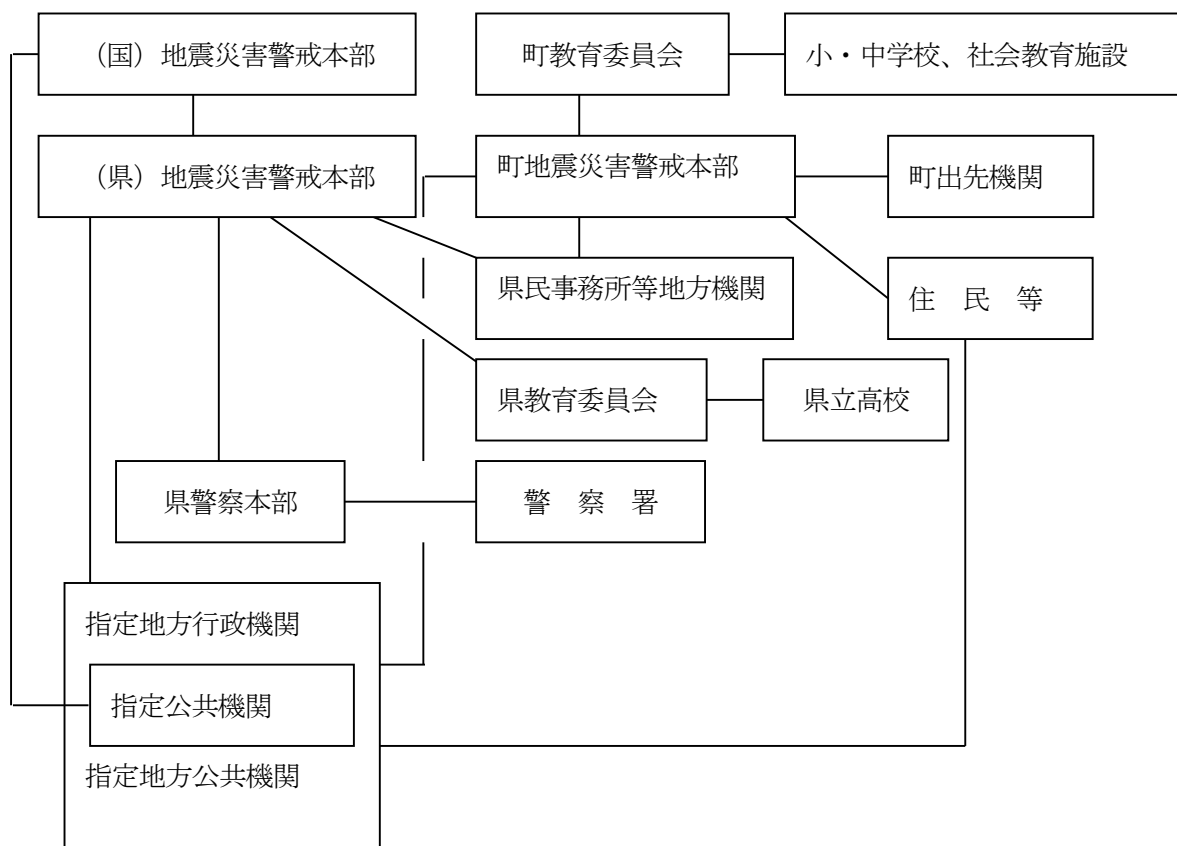 （国）地震災害警戒本部
町教育委員会
小・中学校、社会教育施設
（県）地震災害警戒本部
町地震災害警戒本部
町出先機関
県民事務所等地方機関
住　民　等
県教育委員会
県立高校
県警察本部
警　察　署
指定地方行政機関
指定公共機関
指定地方公共機関